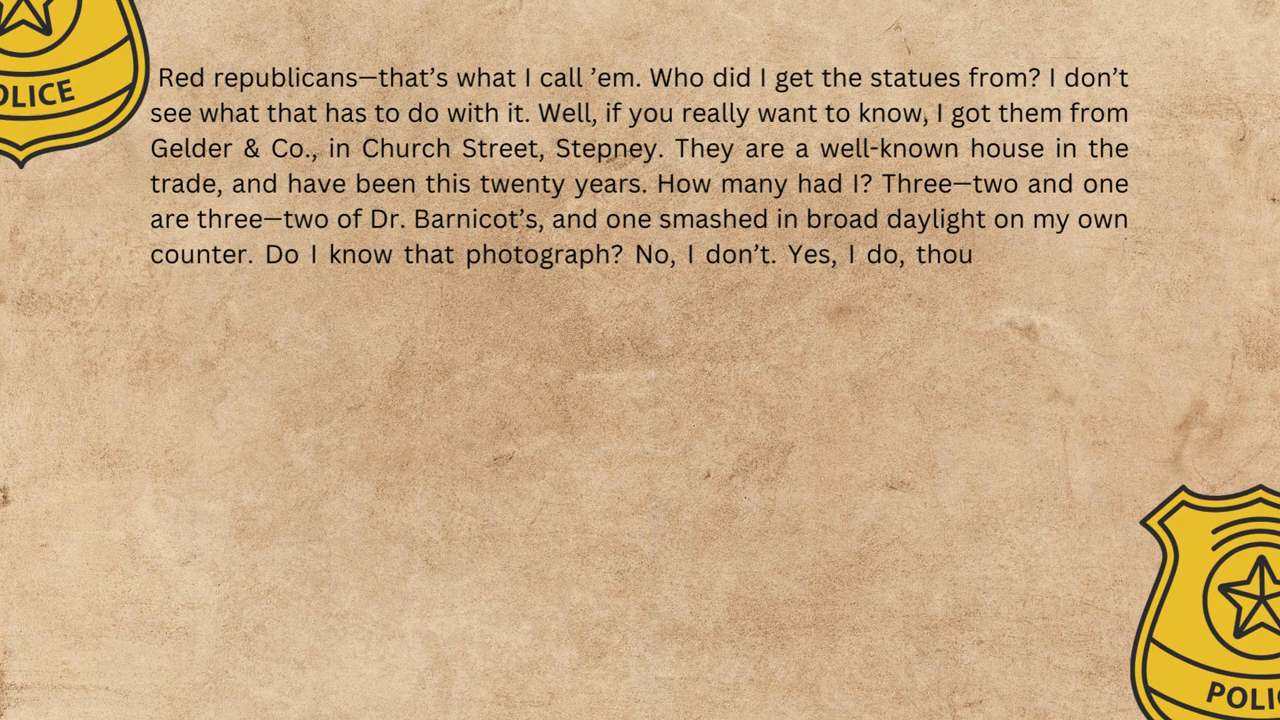 OLICE
Red republicans—that’s what I call ’em. Who did I get the statues from? I don’t
see what that has to do with it. Well, if you really want to know, I got them from
Gelder & Co., in Church Street, Stepney. They are a well-known house in the
trade, and have been this twenty years. How many had I? Three—two and one
are three—two of Dr. Barnicot’s, and one smashed in broad daylight on my own
counter. Do I know that photograph? No, I don’t. Yes, I do, thou
POLIC